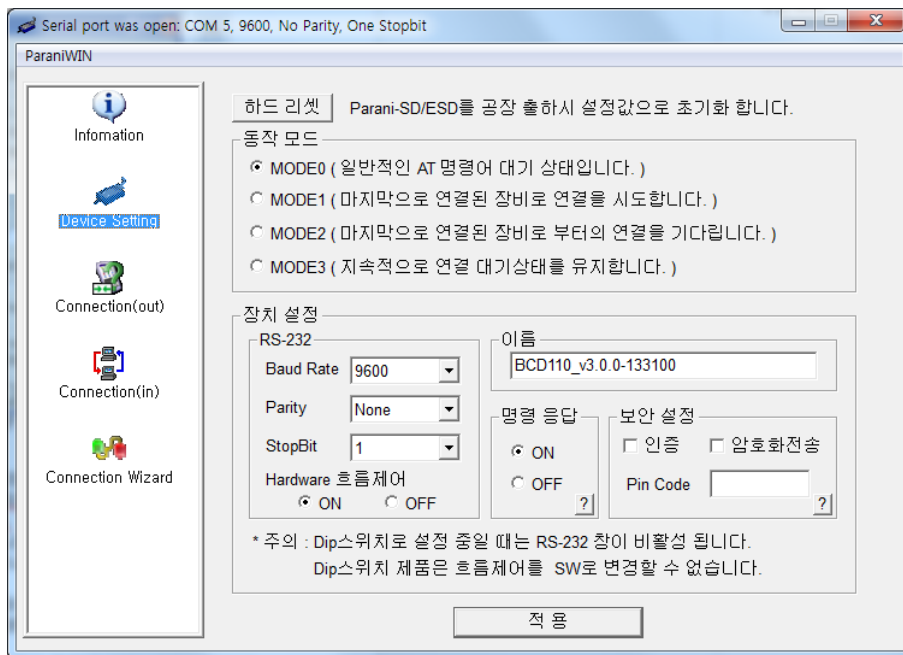 Serial port was open: COM 5, 9600, No Parity, One Stopbit
ParaniWIN
Infomation
Device Setting
Connection(out)
Connection(in)
Connection Wizard
하드 리셋 Parani-SD/ESD를 공장 출하시 설정값으로 초기화 합니다.
동작 모드
MODE0 ( 일반적인 AT 명령어 대기 상태입니다. )
MODE1 ( 마지막으로 연결된 장비로 연결을 시도합니다. )
MODE2 ( 마지막으로 연결된 장비로 부터의 연결을 기다립니다. )
MODE3 ( 지속적으로 연결 대기상태를 유지합니다. )
장치 설정
RS-232
Baud Rate 9600
Parity None
StopBit 1
Hardware 흐름제어
ON OFF
이름
BCD110_v3.0.0-133100
명령 응답
ON
OFF
?
보안 설정
인증 암호화전송
Pin Code
?
* 주의 : Dip스위치로 설정 중일 때는 RS-232 창이 비활성 됩니다.
Dip스위치 제품은 흐름제어를 SW로 변경할 수 없습니다.
적 용